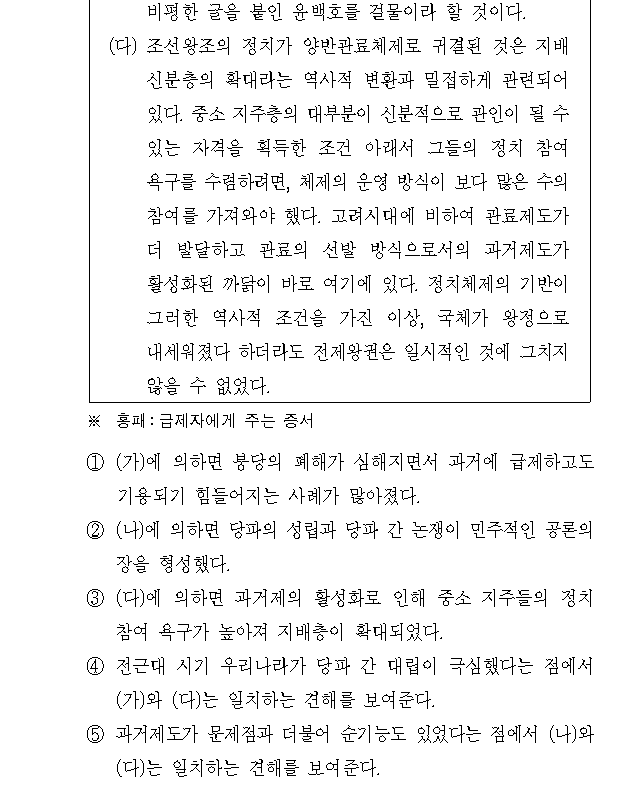 비평한 글을 붙인 윤백호를 걸물이라 할 것이다.
(다) 조선왕조의 정치가 양반관료체제로 귀결된 것은 지배
신분층의 확대라는 역사적 변환과 밀접하게 관련되어
있다. 중소 지주층의 대부분이 신분적으로 관인이 될 수
있는 자격을 획득한 조건 아래서 그들의 정치 참여
욕구를 수렴하려면, 체제의 운영 방식이 보다 많은 수의
참여를 가져와야 했다. 고려시대에 비하여 관료제도가
더 발달하고 관료의 선발 방식으로서의 과거제도가
활성화된 까닭이 바로 여기에 있다. 정치체제의 기반이
그러한 역사적 조건을 가진 이상, 국체가 왕정으로
내세워졌다 하더라도 전제왕권은 일시적인 것에 그치지
않을 수 없었다.
※ 홍패: 급제자에게 주는 증서
① (가)에 의하면 붕당의 폐해가 심해지면서 과거에 급제하고도
기용되기 힘들어지는 사례가 많아졌다.
② (나)에 의하면 당파의 성립과 당파 간 논쟁이 민주적인 공론의
장을 형성했다.
③ (다)에 의하면 과거제의 활성화로 인해 중소 지주들의 정치
참여 욕구가 높아져 지배층이 확대되었다.
④ 전근대 시기 우리나라가 당파 간 대립이 극심했다는 점에서
(가)와 (다)는 일치하는 견해를 보여준다.
⑤ 과거제도가 문제점과 더불어 순기능도 있었다는 점에서 (나)와
(다)는 일치하는 견해를 보여준다.